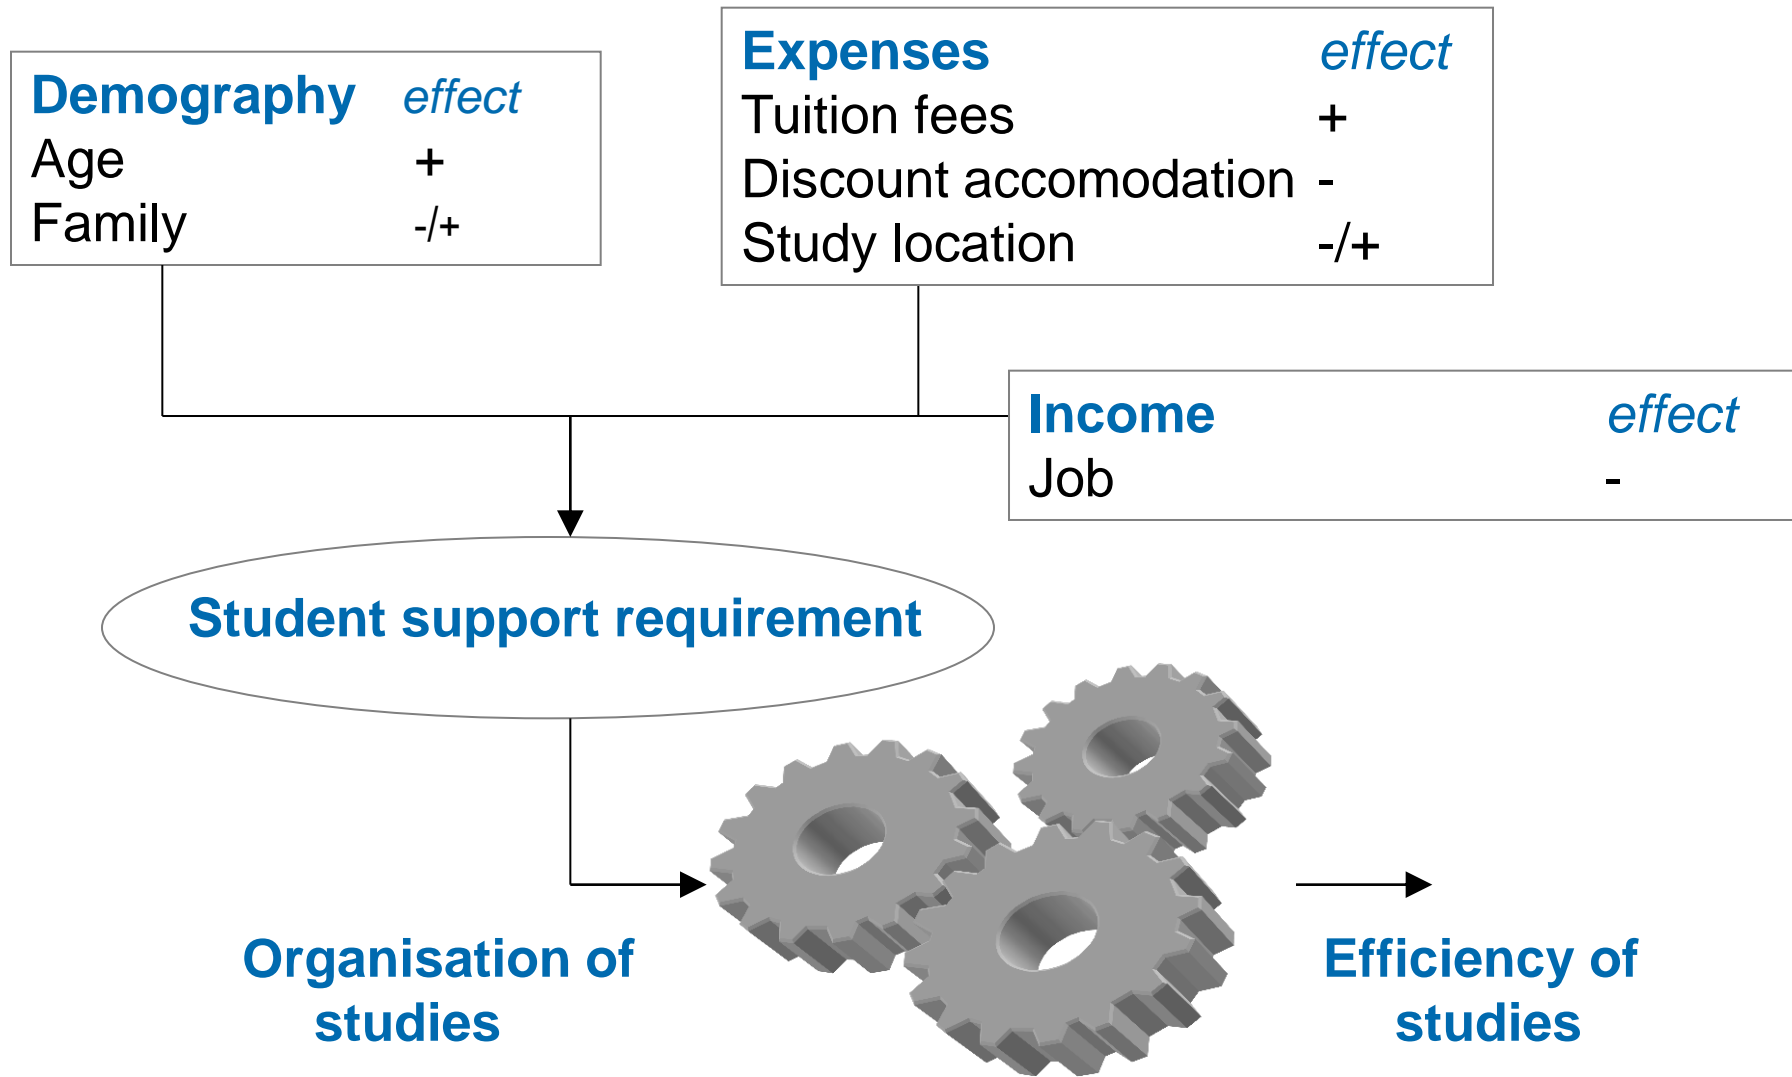 Demography effect
Age +
Family -/+
Expenses effect
Tuition fees +
Discount accomodation -
Study location -/+
Income effect
Job -
Student support requirement
Organisation of
studies
Efficiency of
studies